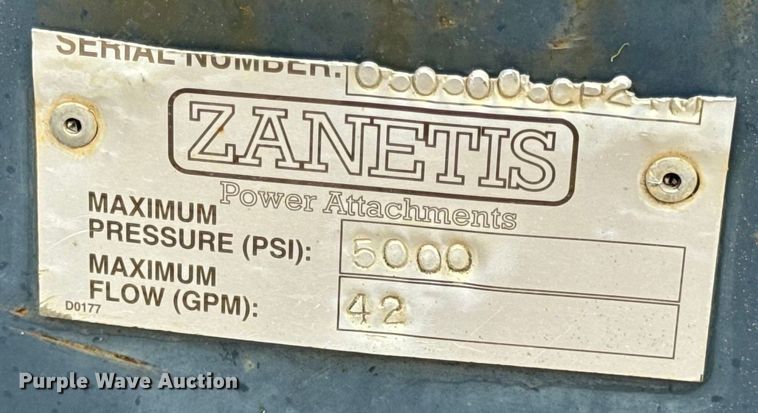 SERIAL NUMBER:
ZANETIS
Power Attachments
MAXIMUM
PRESSURE (PSI): 5000
MAXIMUM
FLOW (GPM): 42
D0177
Purple Wave Auction